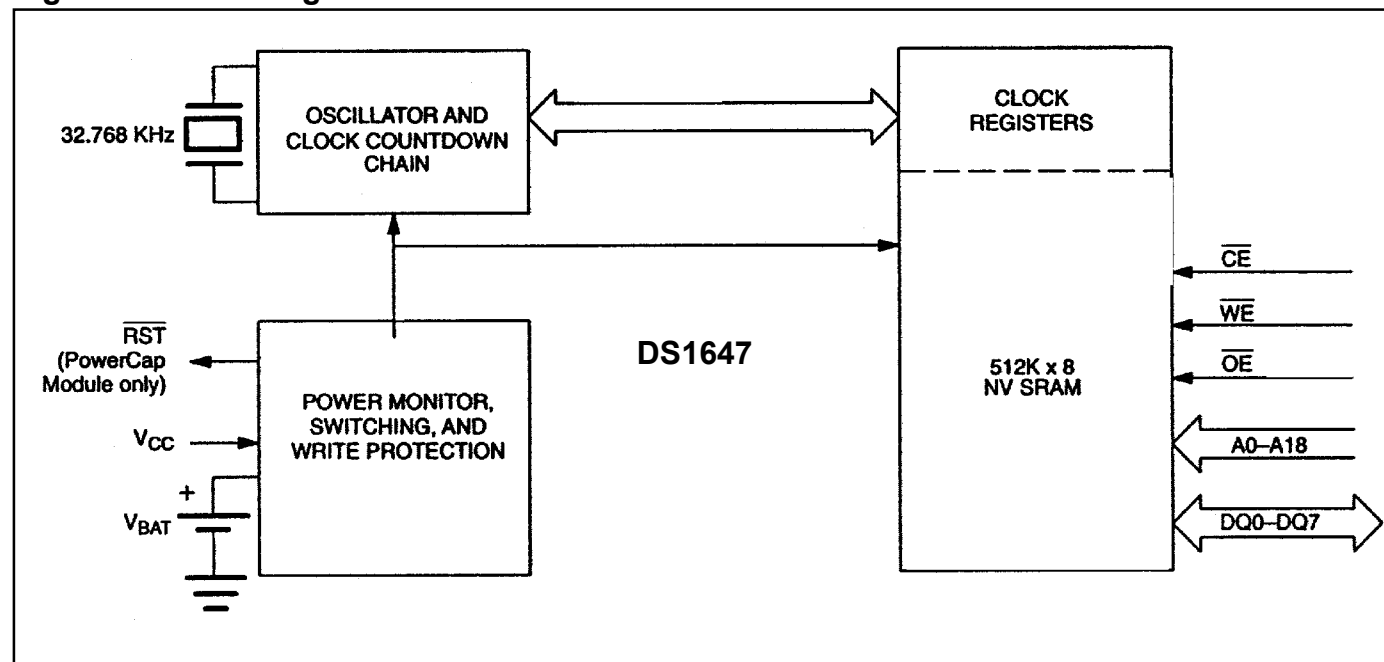 32.768 KHz
OSCILLATOR AND
CLOCK COUNTDOWN
CHAIN
CLOCK
REGISTERS
CE
WE
OE
RST
(PowerCap
Module only)
DS1647
512K x 8
NV SRAM
POWER MONITOR,
SWITCHING, AND
WRITE PROTECTION
VCC
A0–A18
+
VBAT
DQ0–DQ7